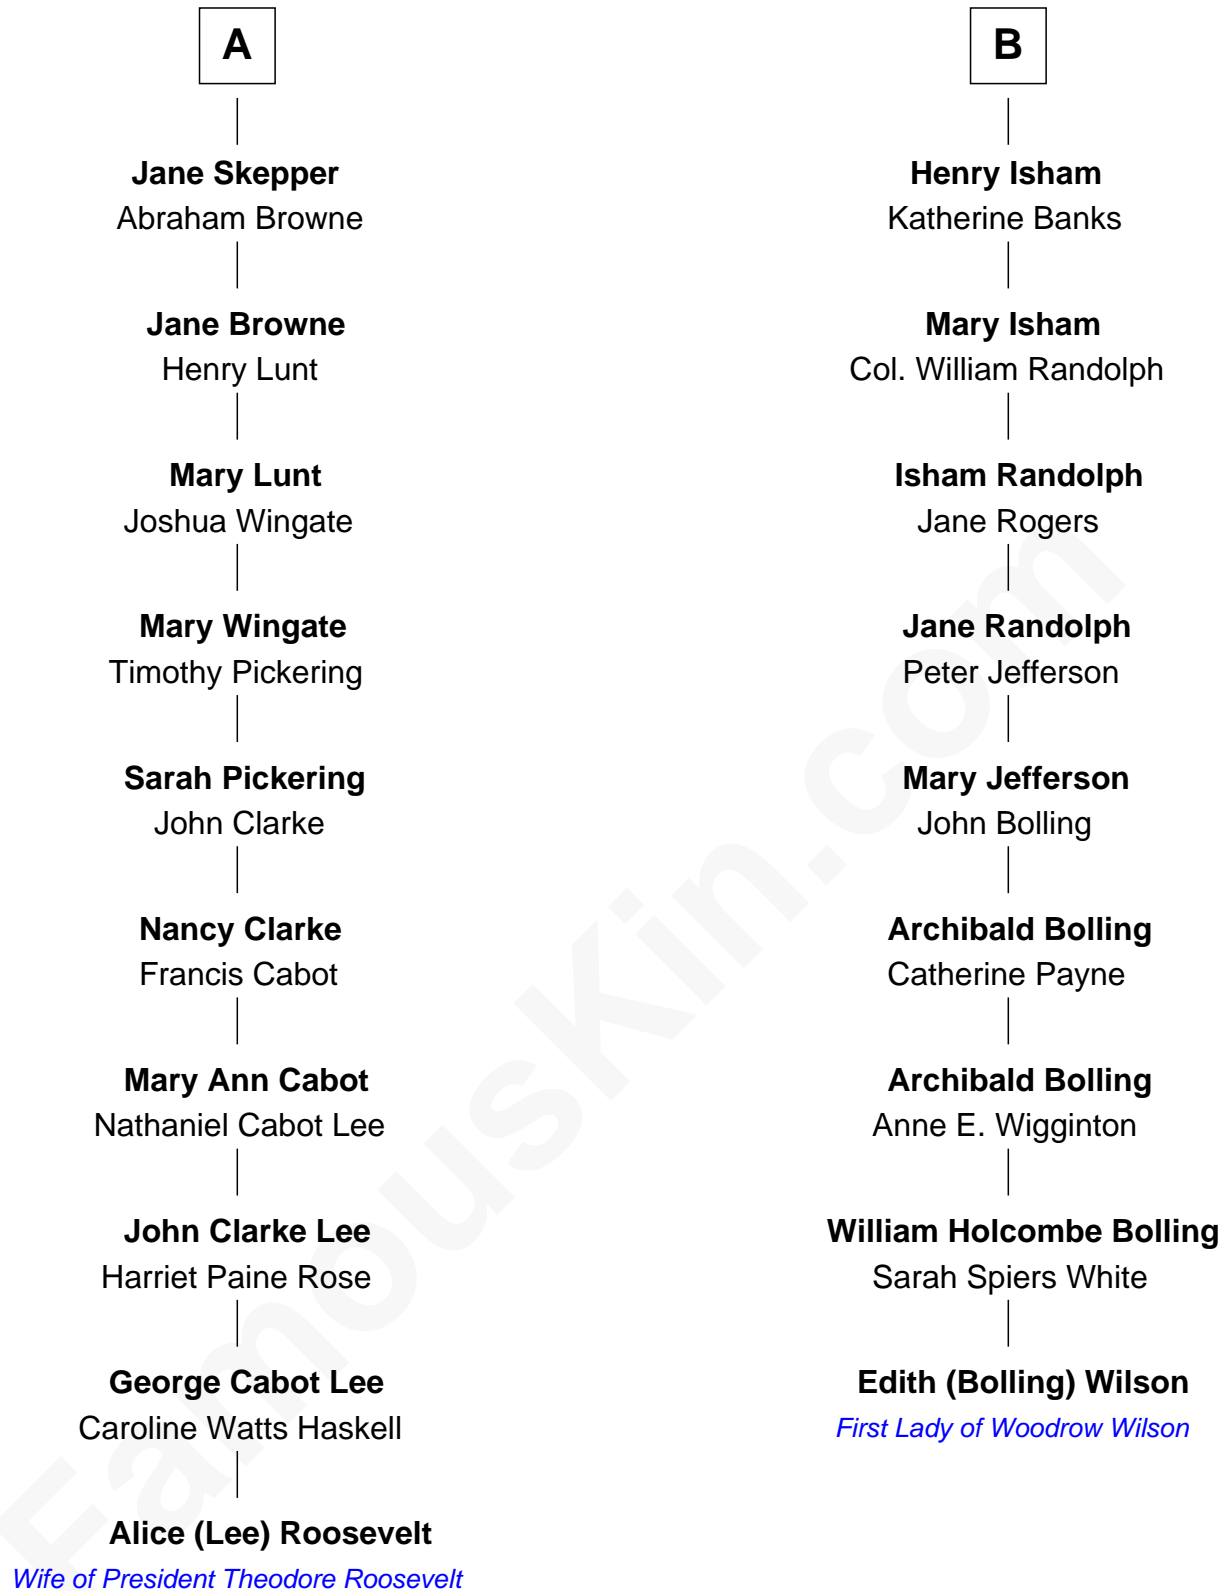 A
Jane Skepper
Abraham Browne
Jane Browne
Henry Lunt
Mary Lunt
Joshua Wingate
Mary Wingate
Timothy Pickering
Sarah Pickering
John Clarke
Nancy Clarke
Francis Cabot
Mary Ann Cabot
Nathaniel Cabot Lee
John Clarke Lee
Harriet Paine Rose
George Cabot Lee
Caroline Watts Haskell
Alice (Lee) Roosevelt
Wife of President Theodore Roosevelt
B
Henry Isham
Katherine Banks
Mary Isham
Col. William Randolph
Isham Randolph
Jane Rogers
Jane Randolph
Peter Jefferson
Mary Jefferson
John Bolling
Archibald Bolling
Catherine Payne
Archibald Bolling
Anne E. Wigginton
William Holcombe Bolling
Sarah Spiers White
Edith (Bolling) Wilson
First Lady of Woodrow Wilson
FamousKin.com